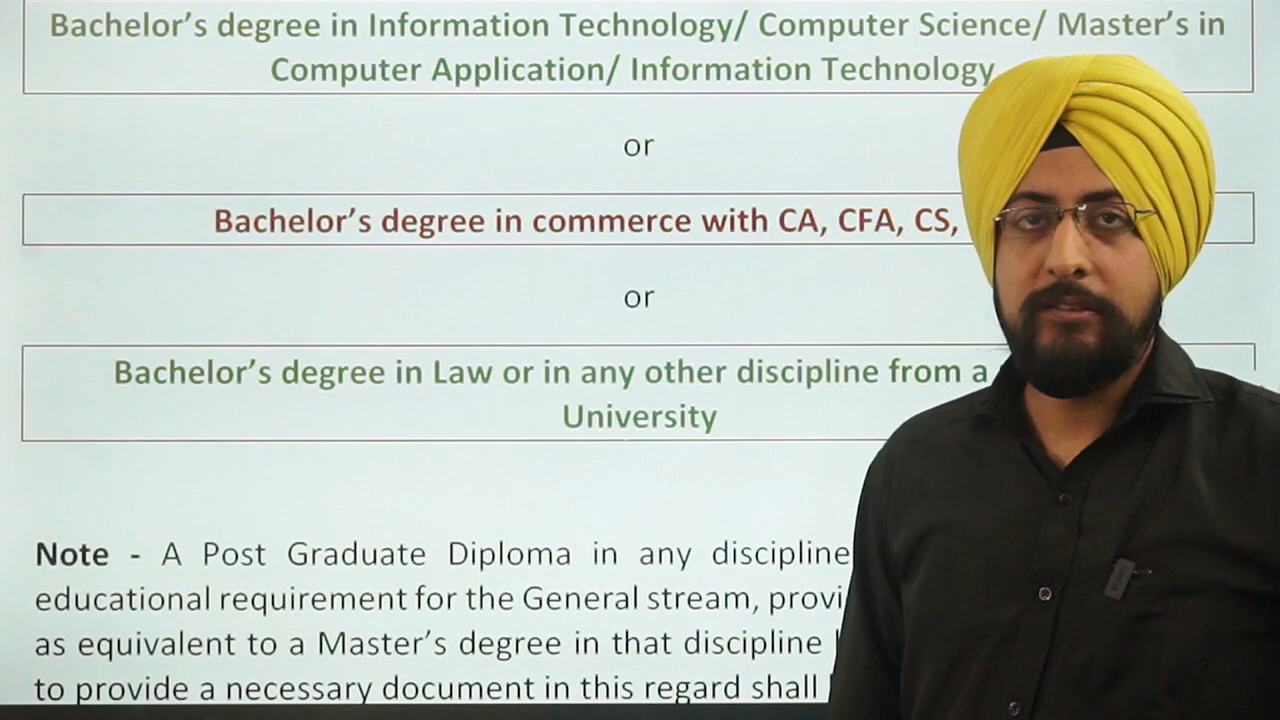 Bachelor’s degree in Information Technology/ Computer Science/ Master’s in
Computer Application/ Information Technology
or
Bachelor’s degree in commerce with CA, CFA, CS,
or
Bachelor’s degree in Law or in any other discipline from a
University
Note - A Post Graduate Diploma in any discipline
educational requirement for the General stream, provi
as equivalent to a Master’s degree in that discipline
to provide a necessary document in this regard shall